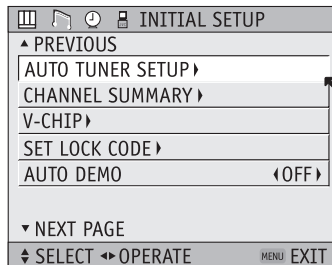 INITIAL SETUP
▲ PREVIOUS
AUTO TUNER SETUP
CHANNEL SUMMARY
V-CHIP
SET LOCK CODE
AUTO DEMO OFF
▼ NEXT PAGE
SELECT OPERATE MENU EXIT